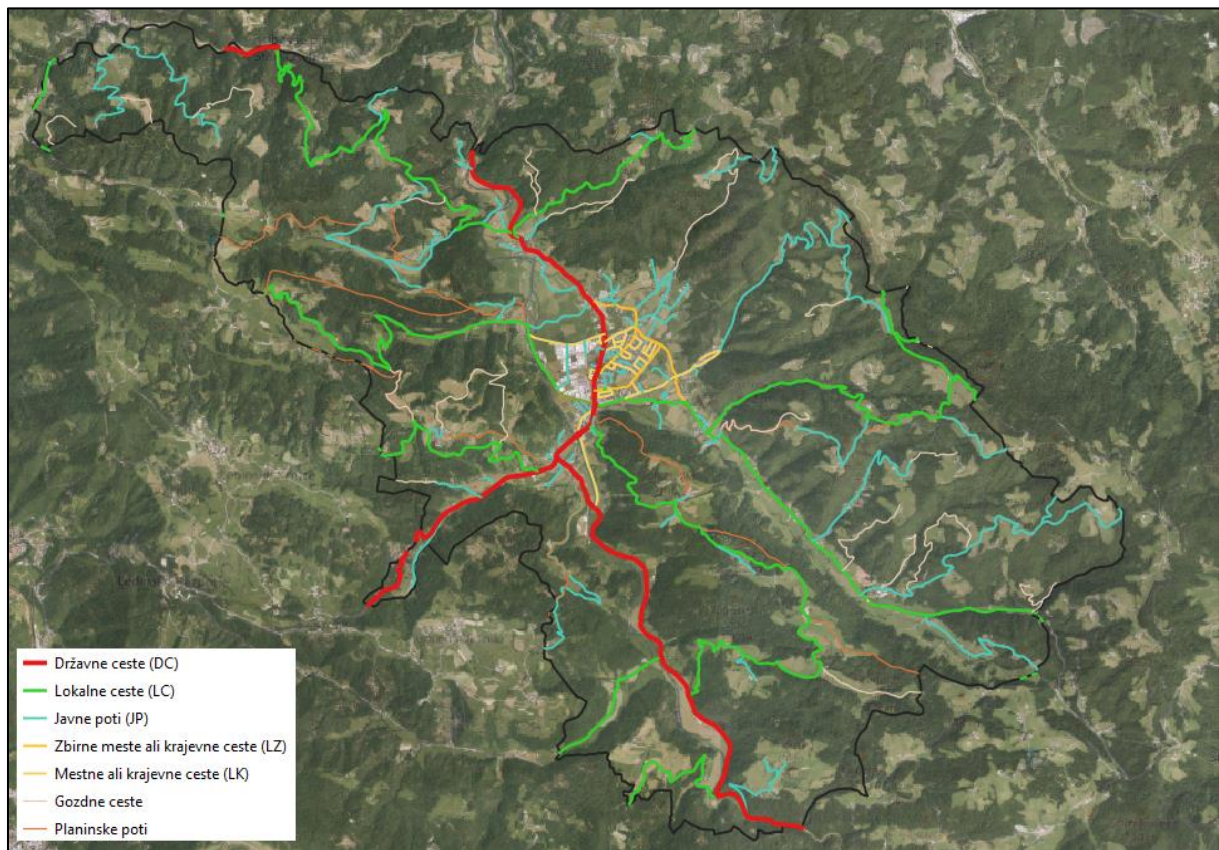 Državne ceste (DC)
Lokalne ceste (LC)
Javne poti (JP)
Zbirne meste ali krajevne ceste (LZ)
Mestne ali krajevne ceste (LK)
Gozdne ceste
Planinske poti